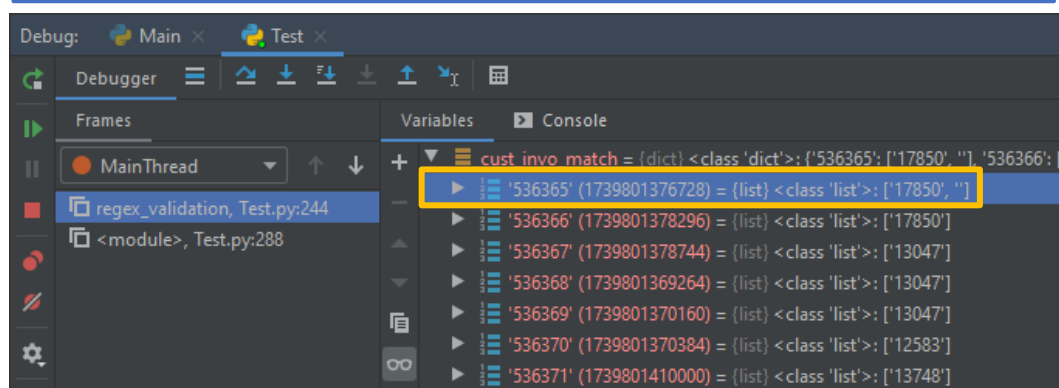 Debug: Main Test
Debugger
Frames
Variables Console
MainThread
cust_invo_match = {dict} <class 'dict'>: {'536365': ['17850', ''], '536366': [
'536365' (1739801376728) = {list} <class 'list'>: ['17850', '']
regex_validation, Test.py:244
'536366' (1739801378296) = {list} <class 'list'>: ['17850']
<module>, Test.py:288
'536367' (1739801378744) = {list} <class 'list'>: ['13047']
'536368' (1739801369264) = {list} <class 'list'>: ['13047']
'536369' (1739801370160) = {list} <class 'list'>: ['13047']
'536370' (1739801370384) = {list} <class 'list'>: ['12583']
'536371' (1739801410000) = {list} <class 'list'>: ['13748']